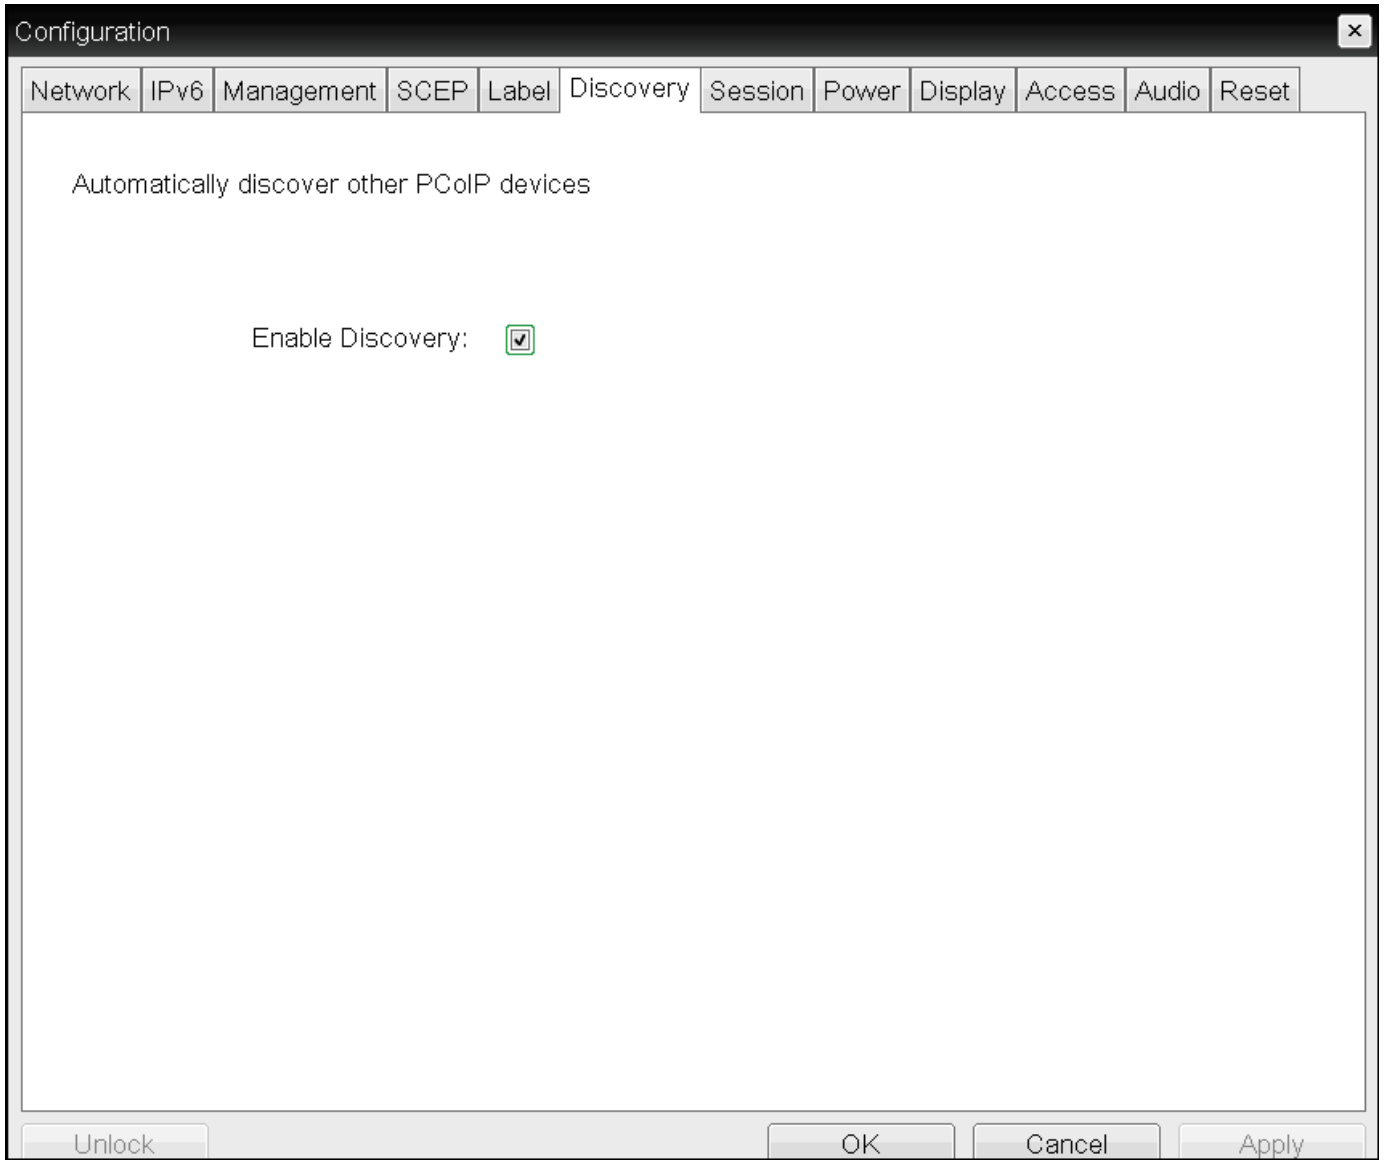 Configuration
Network IPv6 Management SCEP Label Discovery Session Power Display Access Audio Reset
Automatically discover other PCoIP devices
Enable Discovery:
Unlock OK Cancel Apply